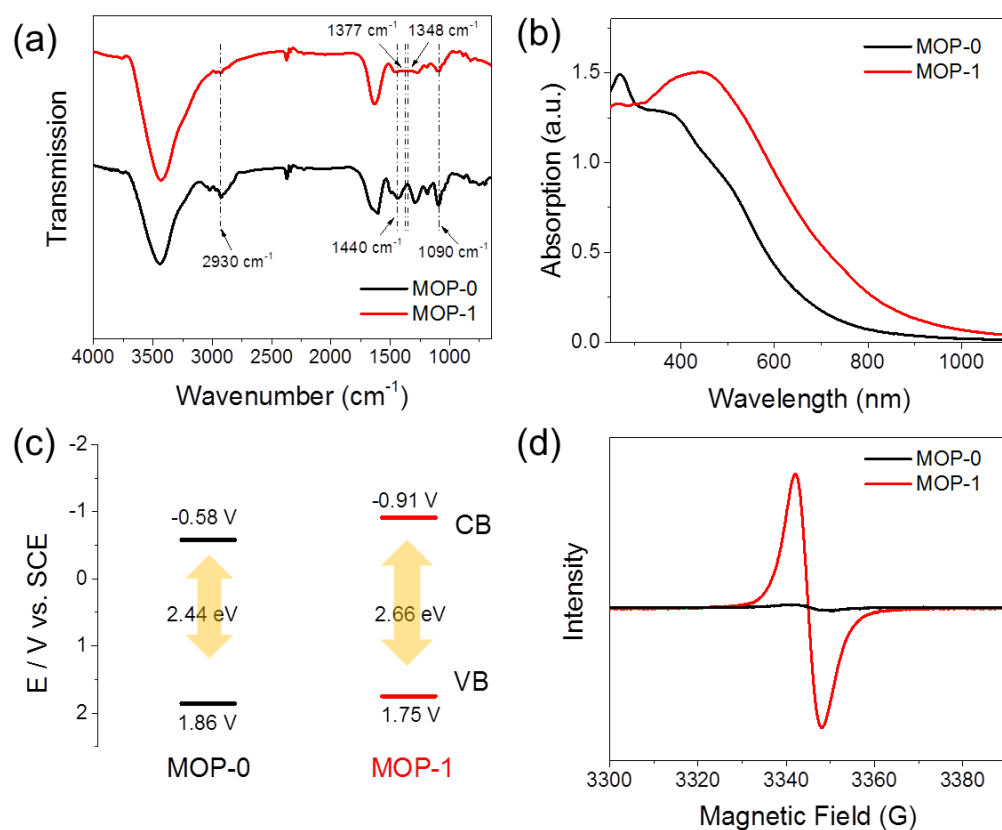 (a)
1377 cm⁻¹
1348 cm⁻¹
2930 cm⁻¹
1440 cm⁻¹
1090 cm⁻¹
MOP-0
MOP-1
Transmission
4000 3500 3000 2500 2000 1500 1000
Wavenumber (cm⁻¹)
(b)
MOP-0
MOP-1
Absorption (a.u.)
1.5
1.0
0.5
0.0
400 600 800 1000
Wavelength (nm)
(c)
E / V vs. SCE
-2
-1
0
1
2
-0.58 V
2.44 eV
1.86 V
MOP-0
-0.91 V
CB
2.66 eV
VB
1.75 V
MOP-1
(d)
MOP-0
MOP-1
Intensity
3300 3320 3340 3360 3380
Magnetic Field (G)